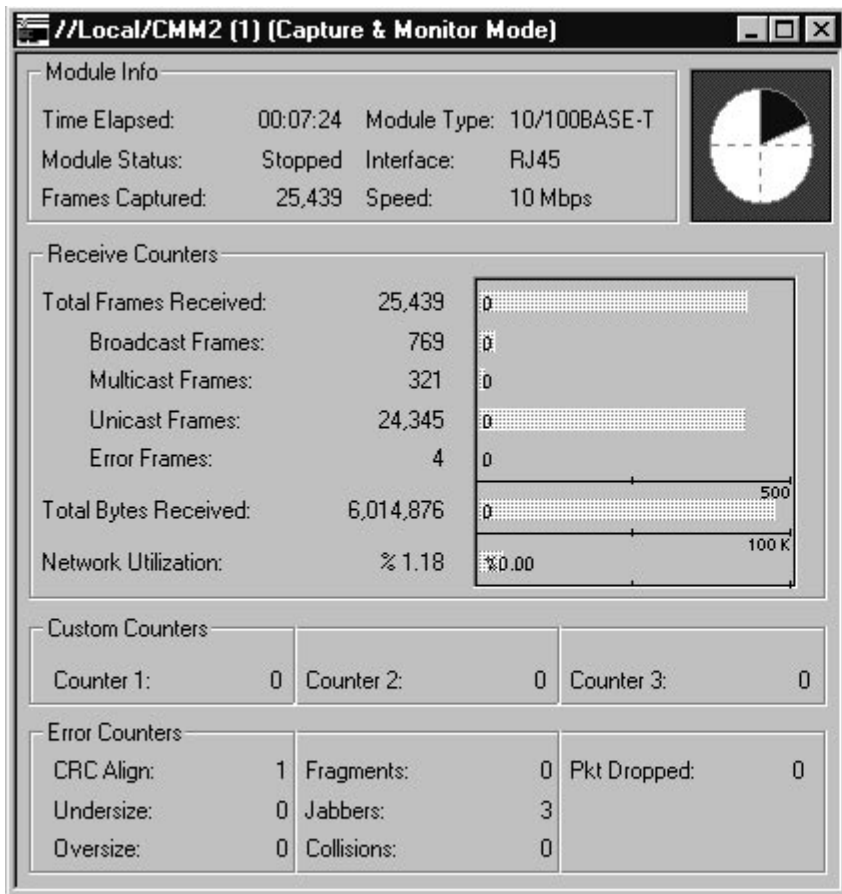 //Local/CMM2 (1) (Capture & Monitor Mode)
Module Info
Time Elapsed: 00:07:24 Module Type: 10/100BASE-T
Module Status: Stopped Interface: RJ45
Frames Captured: 25,439 Speed: 10 Mbps
Receive Counters
Total Frames Received: 25,439 0
Broadcast Frames: 769 0
Multicast Frames: 321 0
Unicast Frames: 24,345 0
Error Frames: 4 0
500
Total Bytes Received: 6,014,876 0
100 K
Network Utilization: % 1.18 %0.00
Custom Counters
Counter 1: 0 Counter 2: 0 Counter 3: 0
Error Counters
CRC Align: 1 Fragments: 0 Pkt Dropped: 0
Undersize: 0 Jabbers: 3
Oversize: 0 Collisions: 0